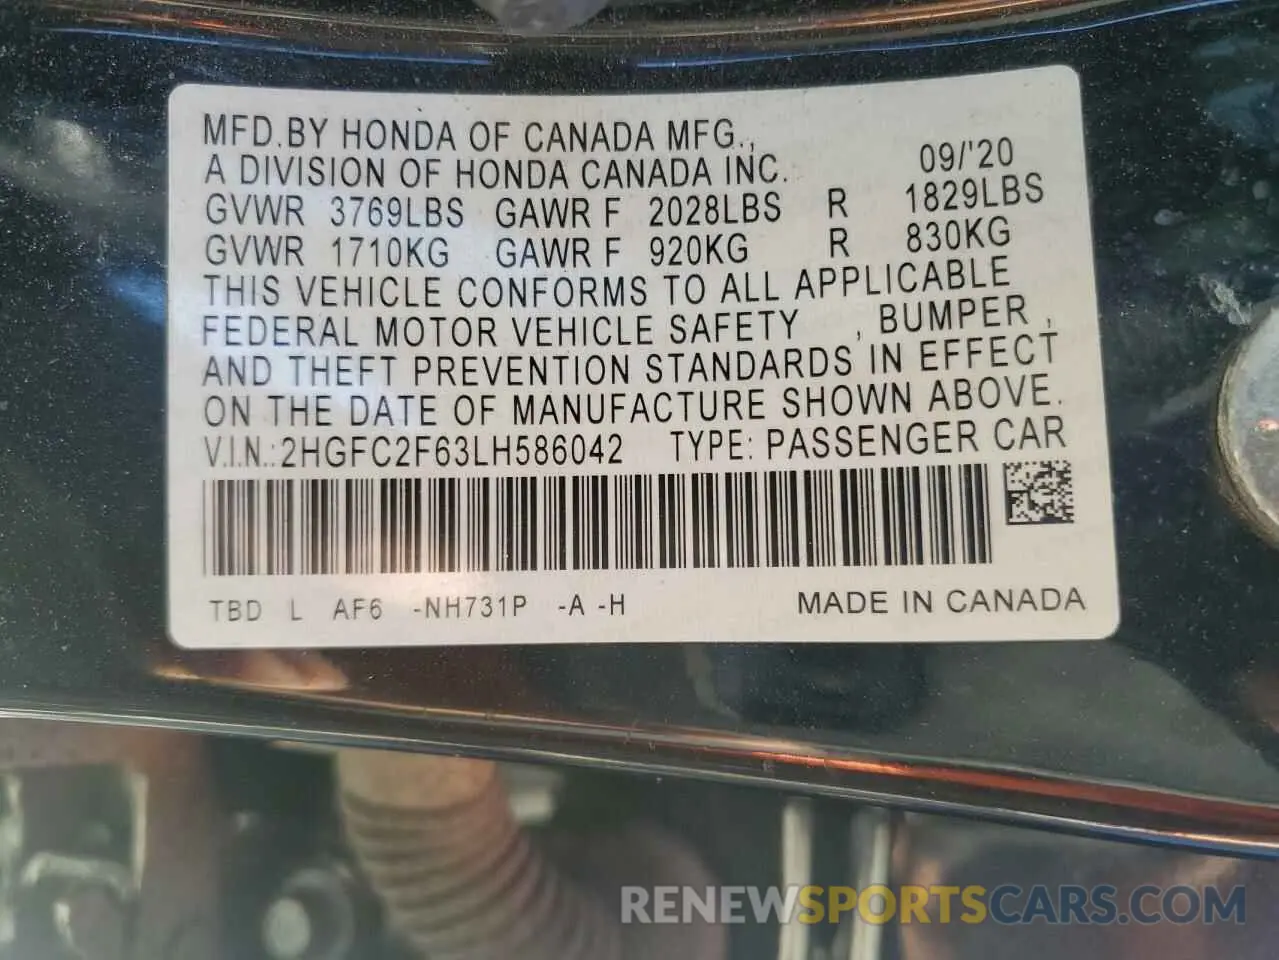 MFD.BY HONDA OF CANADA MFG.,
A DIVISION OF HONDA CANADA INC. 09/'20
GVWR 3769LBS GAWR F 2028LBS R 1829LBS
GVWR 1710KG GAWR F 920KG R 830KG
THIS VEHICLE CONFORMS TO ALL APPLICABLE
FEDERAL MOTOR VEHICLE SAFETY , BUMPER ,
AND THEFT PREVENTION STANDARDS IN EFFECT
ON THE DATE OF MANUFACTURE SHOWN ABOVE.
V.I.N.:2HGFC2F63LH586042 TYPE: PASSENGER CAR
TBD L AF6 -NH731P -A -H MADE IN CANADA
RENEWSPORTSCARS.COM